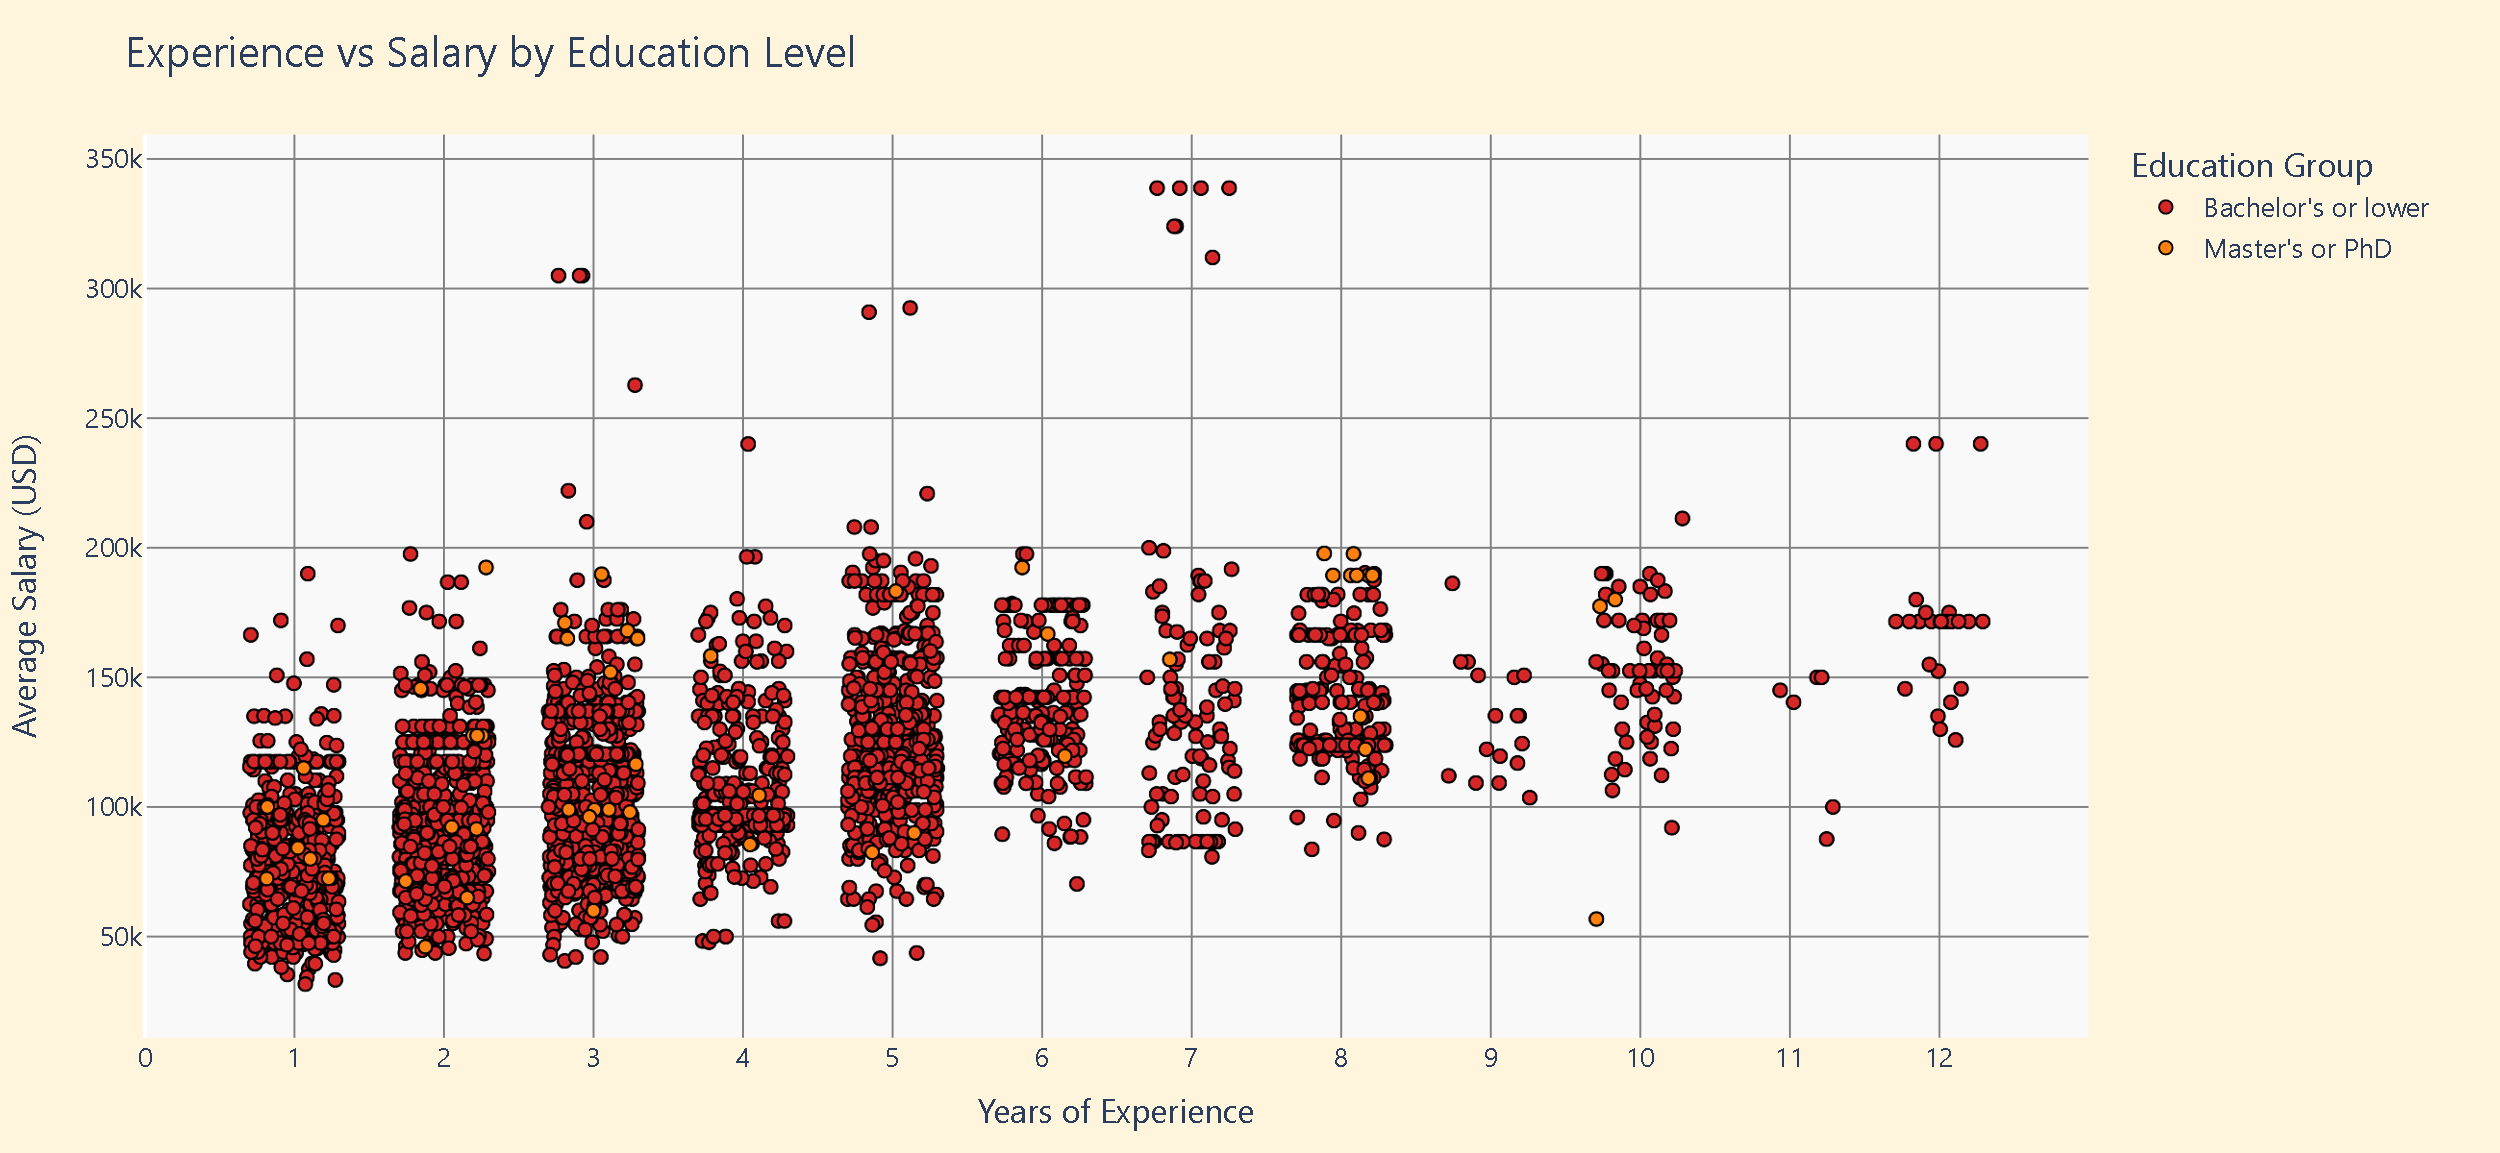 Experience vs Salary by Education Level
Education Group
Bachelor's or lower
Master's or PhD
Average Salary (USD)
350k
300k
250k
200k
150k
100k
50k
0 1 2 3 4 5 6 7 8 9 10 11 12
Years of Experience